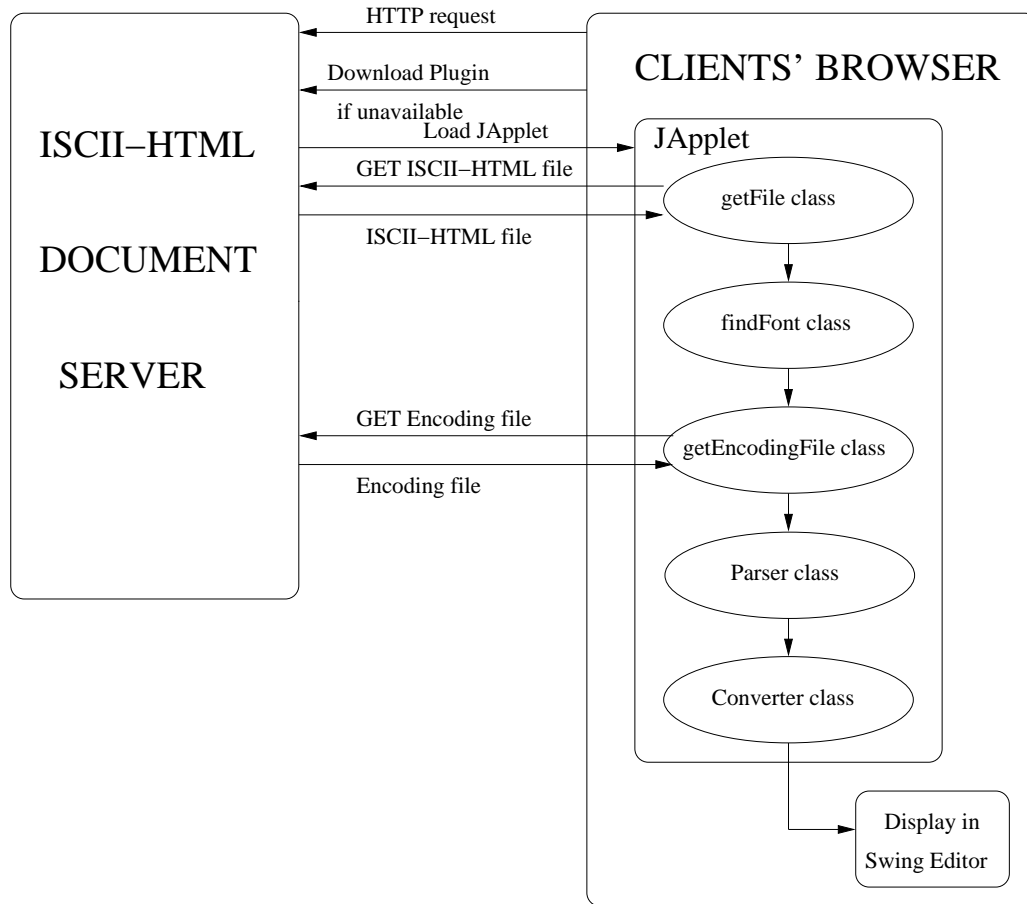 HTTP request
CLIENTS’ BROWSER
Download Plugin
if unavailable
Load JApplet
JApplet
ISCII−HTML
DOCUMENT
SERVER
GET ISCII−HTML file
getFile class
ISCII−HTML file
findFont class
GET Encoding file
getEncodingFile class
Encoding file
Parser class
Converter class
Display in
Swing Editor